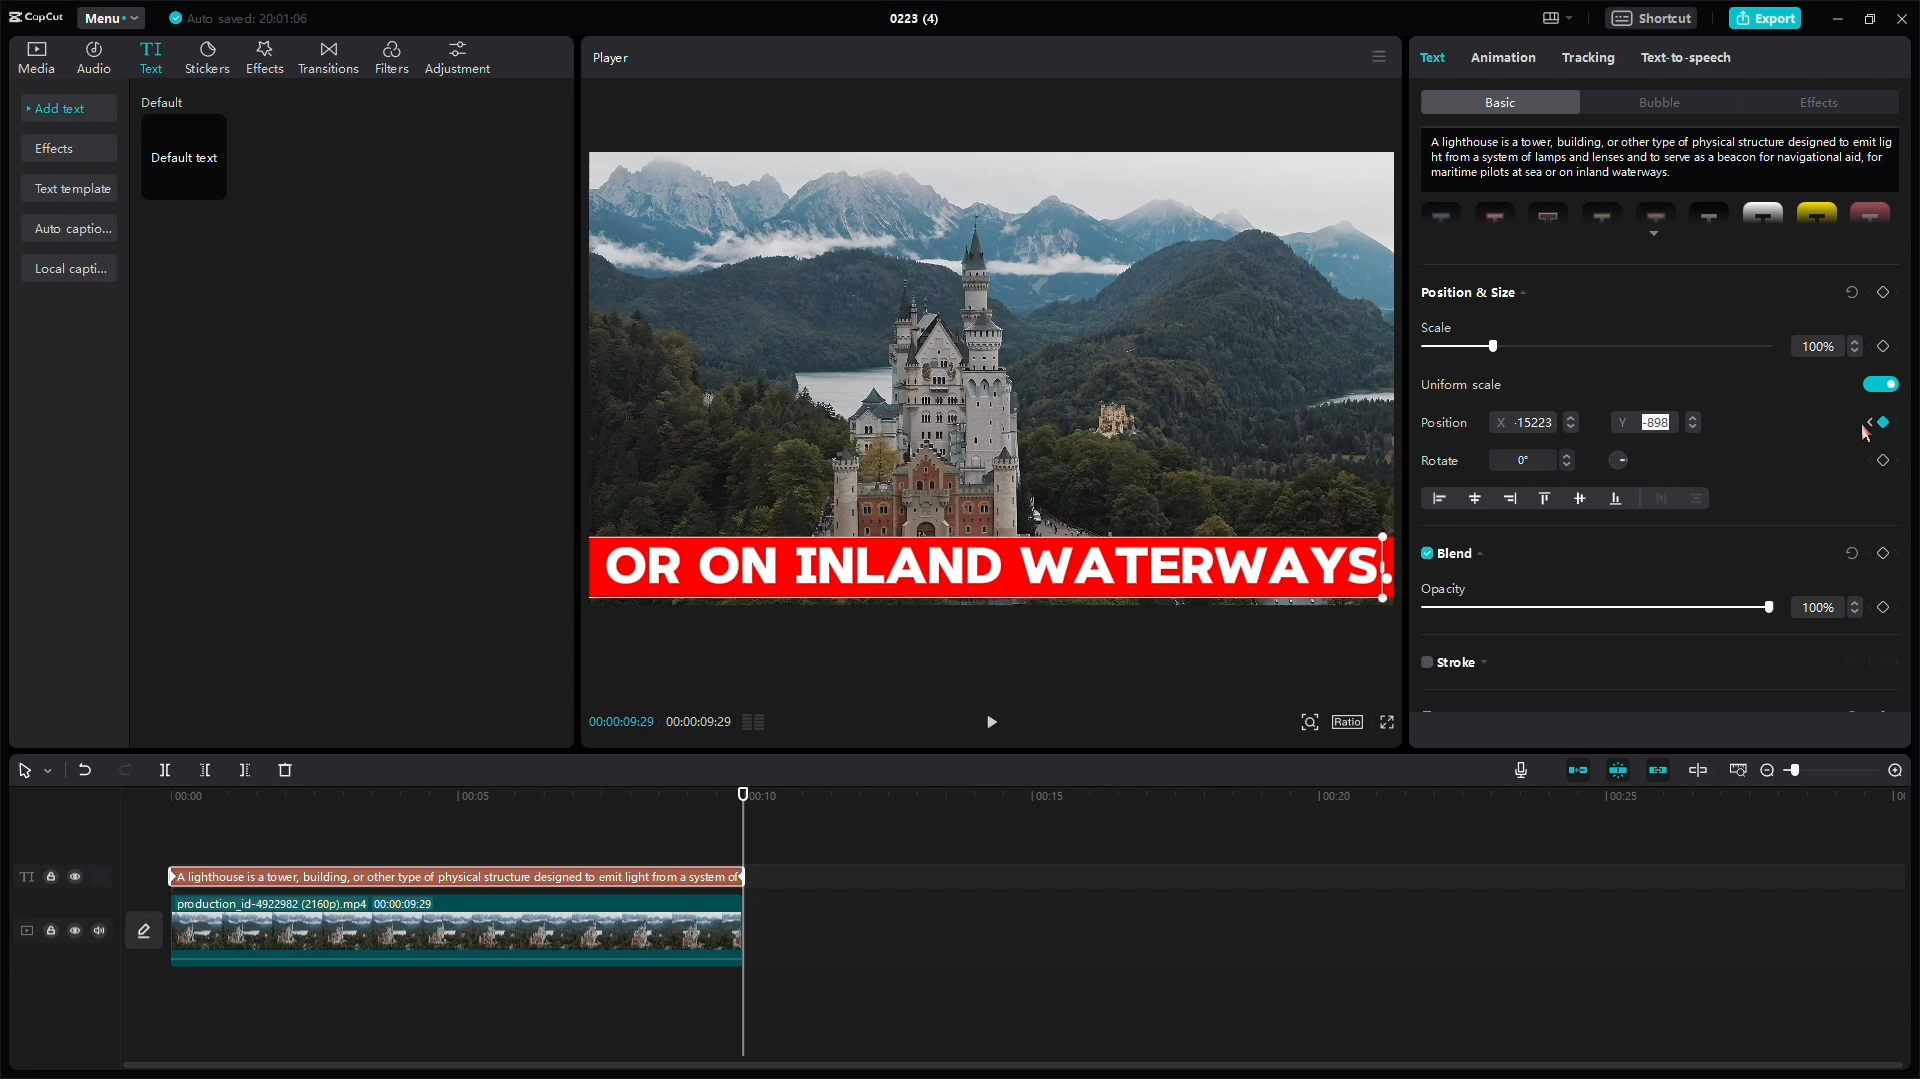 CapCut
Menu
Auto saved: 20:01:06
0223 (4)
Shortcut
Export
Media
Audio
TI
Text
Stickers
Effects
Transitions
Filters
Adjustment
Add text
Effects
Text template
Auto captio...
Local capti...
Default
Default text
Player
OR ON INLAND WATERWAYS.
00:00:09:29
00:00:09:29
Ratio
Text
Animation
Tracking
Text-to-speech
Basic
Bubble
Effects
A lighthouse is a tower, building, or other type of physical structure designed to emit lig
ht from a system of lamps and lenses and to serve as a beacon for navigational aid, for
maritime pilots at sea or on inland waterways.
Position & Size
Scale
100%
Uniform scale
Position
X -15223
Y -898
Rotate
0°
Blend
Opacity
100%
Stroke
00:00
00:05
00:10
00:15
00:20
00:25
TI
A lighthouse is a tower, building, or other type of physical structure designed to emit light from a system of
production_id-4922982 (2160p).mp4 00:00:09:29